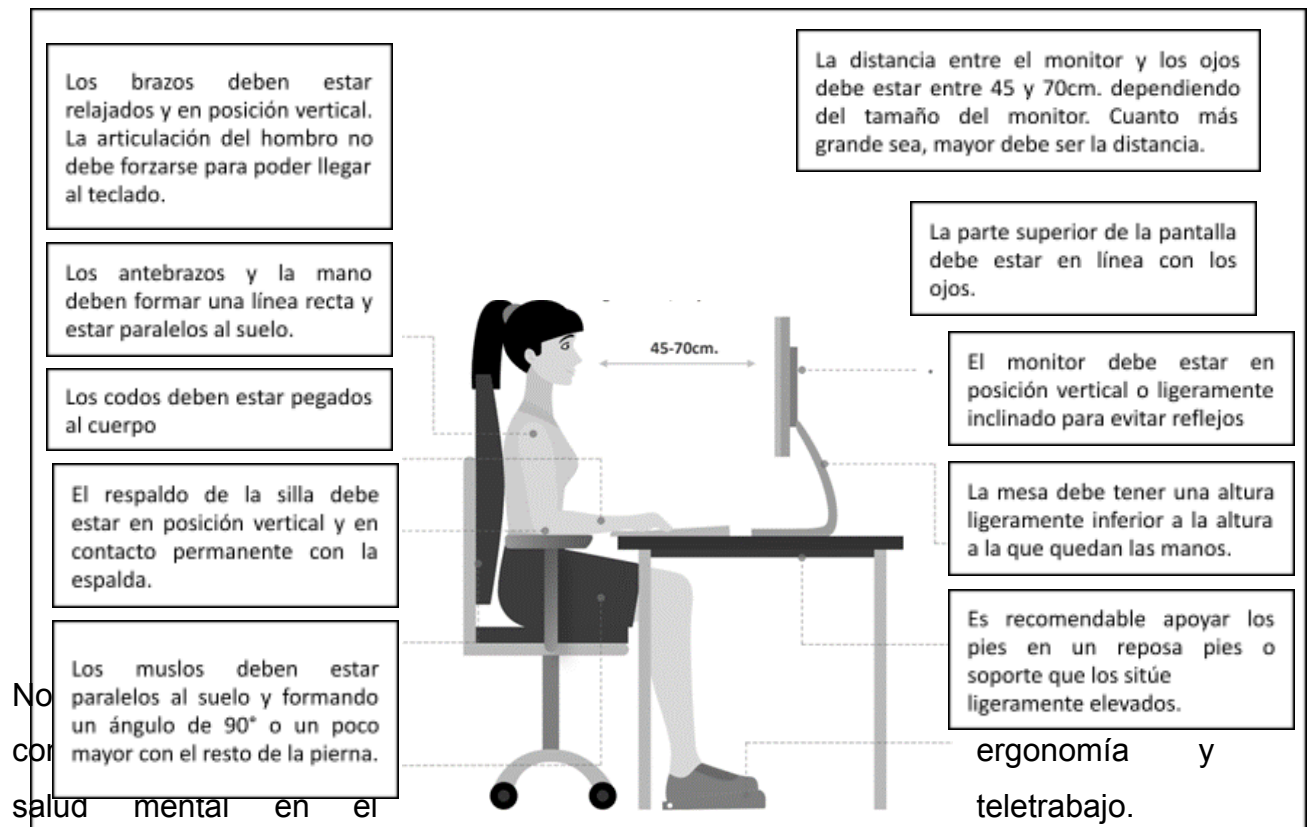 Los brazos deben estar
relajados y en posición vertical.
La articulación del hombro no
debe forzarse para poder llegar
al teclado.
Los antebrazos y la mano
deben formar una línea recta y
estar paralelos al suelo.
Los codos deben estar pegados
al cuerpo
El respaldo de la silla debe
estar en posición vertical y en
contacto permanente con la
espalda.
Los muslos deben estar
paralelos al suelo y formando
un ángulo de 90° o un poco
mayor con el resto de la pierna.
45-70cm.
La distancia entre el monitor y los ojos
debe estar entre 45 y 70cm. dependiendo
del tamaño del monitor. Cuanto más
grande sea, mayor debe ser la distancia.
La parte superior de la pantalla
debe estar en línea con los
ojos.
El monitor debe estar en
posición vertical o ligeramente
inclinado para evitar reflejos
La mesa debe tener una altura
ligeramente inferior a la altura
a la que quedan las manos.
Es recomendable apoyar los
pies en un reposa pies o
soporte que los sitúe
ligeramente elevados.
ergonomía y
salud mental en el teletrabajo.